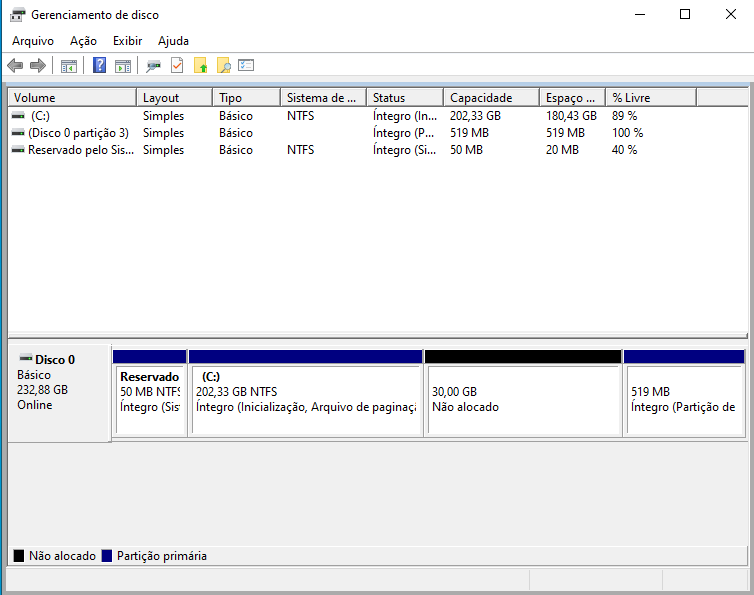 Gerenciamento de disco
Arquivo Ação Exibir Ajuda
Volume Layout Tipo Sistema de ... Status Capacidade Espaço ... % Livre
(C:) Simples Básico NTFS Íntegro (In... 202,33 GB 180,43 GB 89 %
(Disco 0 partição 3) Simples Básico Íntegro (P... 519 MB 519 MB 100 %
Reservado pelo Sis... Simples Básico NTFS Íntegro (Si... 50 MB 20 MB 40 %
Disco 0
Básico
232,88 GB
Online
Reservado
50 MB NTFS
Íntegro (Sis
(C:)
202,33 GB NTFS
Íntegro (Inicialização, Arquivo de paginaç
30,00 GB
Não alocado
519 MB
Íntegro (Partição de
Não alocado Partição primária